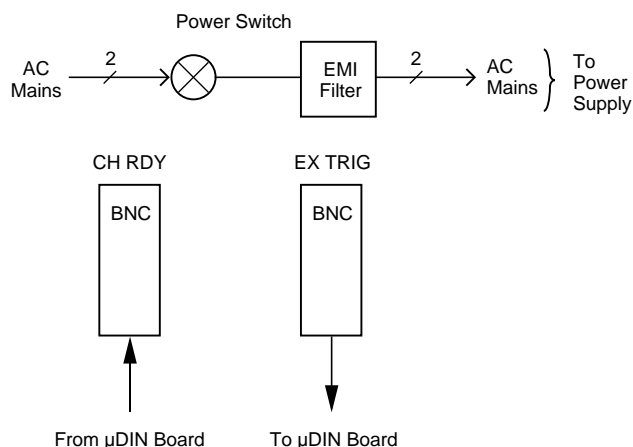 Power Switch
AC
Mains
2
EMI
Filter
2
AC
Mains
To
Power
Supply
CH RDY
EX TRIG
BNC
BNC
From µDIN Board
To µDIN Board